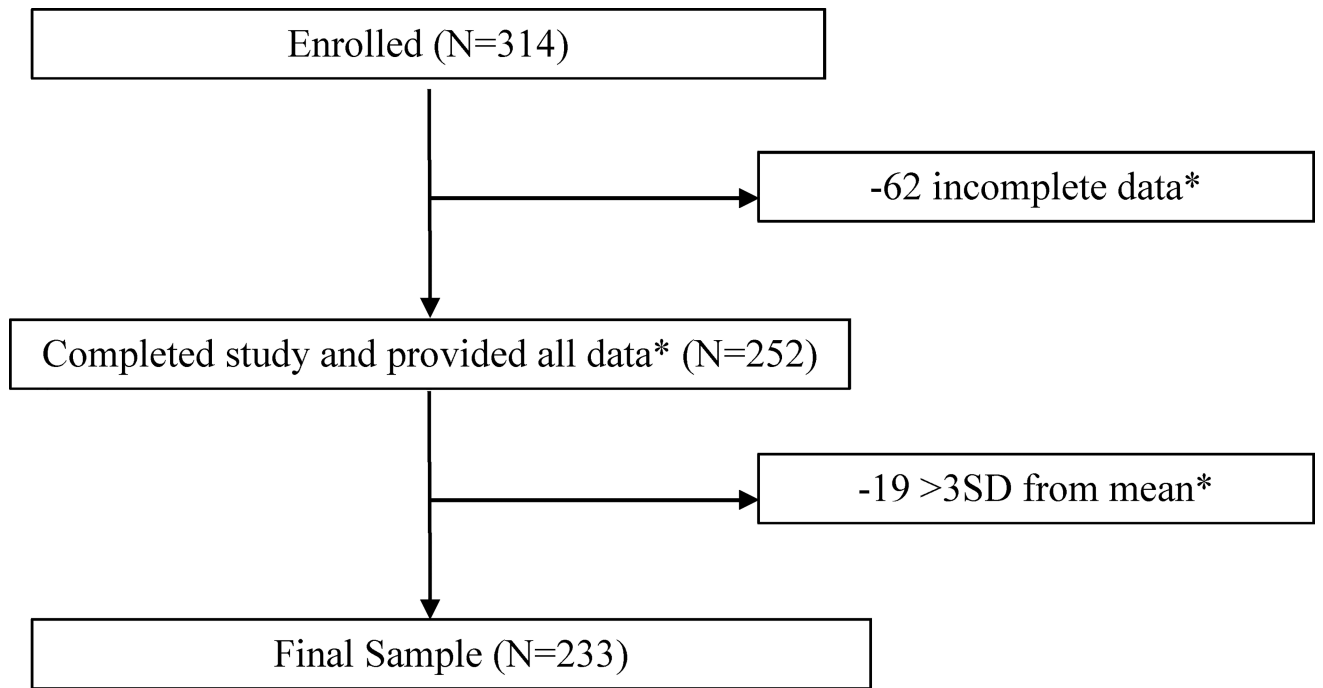 Enrolled (N=314)
-62 incomplete data*
Completed study and provided all data* (N=252)
-19 >3SD from mean*
Final Sample (N=233)